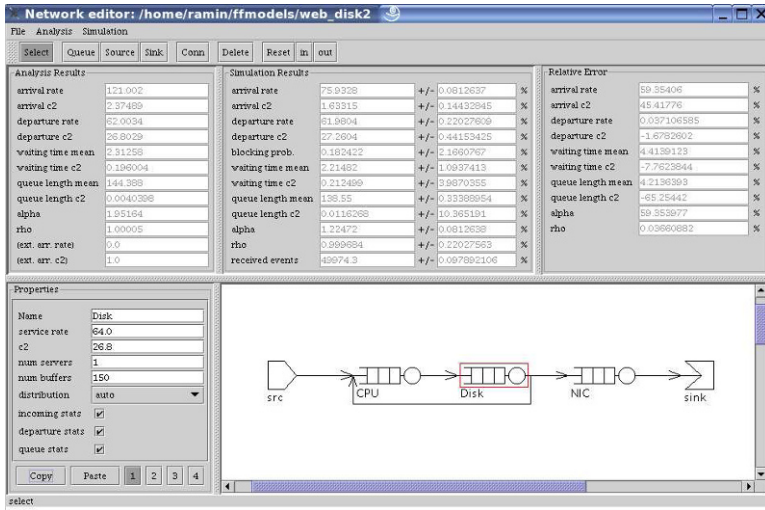 Network editor: /home/ramin/ffmodels/web_disk2
File Analysis Simulation
Select Queue Source Sink Conn Delete Reset in out
Analysis Results
arrival rate 121.002
arrival c2 2.37489
departure rate 62.0034
departure c2 26.8029
waiting time mean 2.31258
waiting time c2 0.196004
queue length mean 144.388
queue length c2 0.0040398
alpha 1.95164
rho 1.00005
(ext. arr. rate) 0.0
(ext. arr. c2) 1.0
Simulation Results
arrival rate 75.9328 +/- 0.0812637 %
arrival c2 1.63315 +/- 0.14432845 %
departure rate 61.9804 +/- 0.22027609 %
departure c2 27.2604 +/- 0.44153425 %
blocking prob. 0.182422 +/- 2.1660767 %
waiting time mean 2.21482 +/- 1.0937413 %
waiting time c2 0.212499 +/- 3.9870355 %
queue length mean 138.55 +/- 0.33388954 %
queue length c2 0.0116268 +/- 10.365191 %
alpha 1.22472 +/- 0.0812638 %
rho 0.999684 +/- 0.22027563 %
received events 49974.3 +/- 0.097892106 %
Relative Error
arrival rate 59.35406 %
arrival c2 45.41776 %
departure rate 0.037106585 %
departure c2 -1.6782602 %
waiting time mean 4.4139123 %
waiting time c2 -7.7623844 %
queue length mean 4.2136393 %
queue length c2 -65.25442 %
alpha 59.353977 %
rho 0.03660882 %
Properties
Name Disk
service rate 64.0
c2 26.8
num servers 1
num buffers 150
distribution auto
incoming stats
departure stats
queue stats
Copy Paste 1 2 3 4
src CPU Disk NIC sink
select